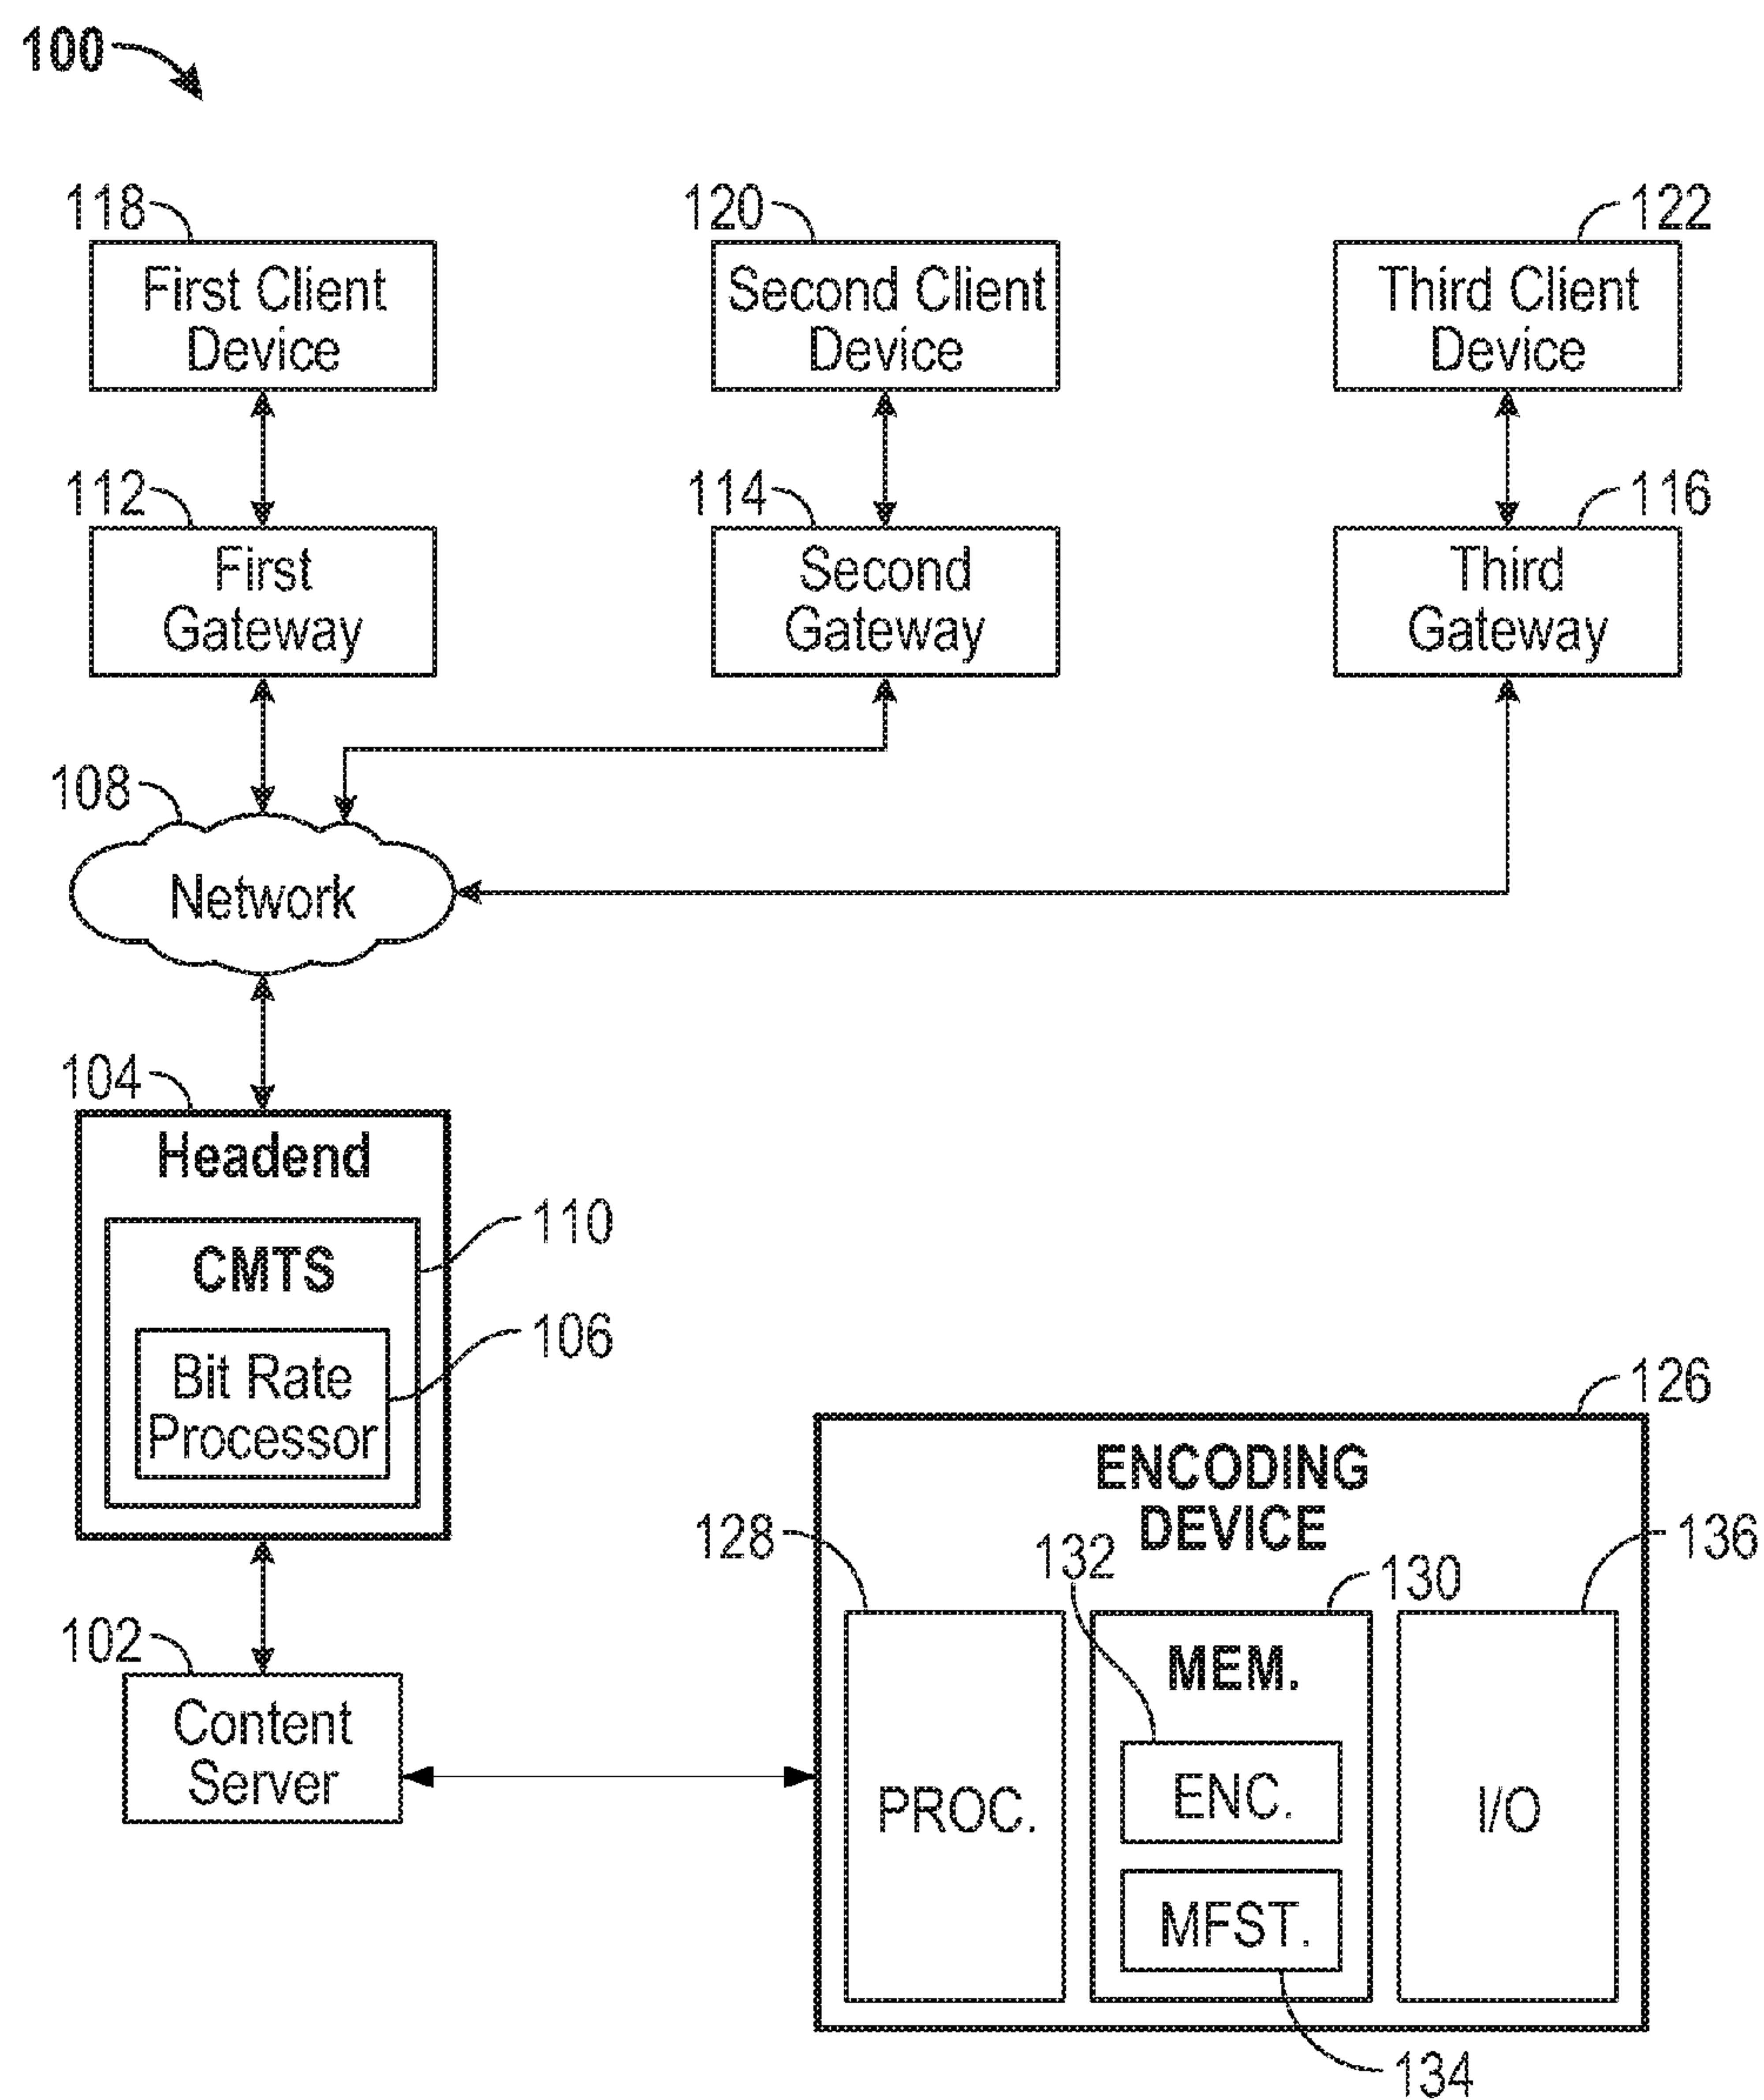 100
118
120
122
First Client
Device
Second Client
Device
Third Client
Device
112
114
116
First
Gateway
Second
Gateway
Third
Gateway
108
Network
104
Headend
110
CMTS
106
Bit Rate
Processor
126
ENCODING
DEVICE
128
132
130
136
102
Content
Server
MEM.
PROC.
ENC.
I/O
MFST.
134